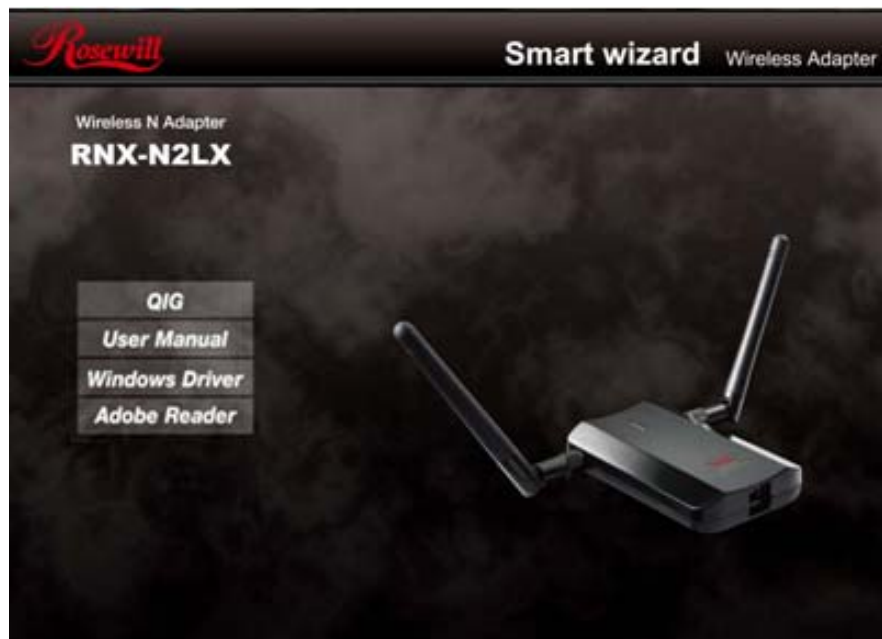 Rosewill
Smart wizard Wireless Adapter
Wireless N Adapter
RNX-N2LX
QIG
User Manual
Windows Driver
Adobe Reader